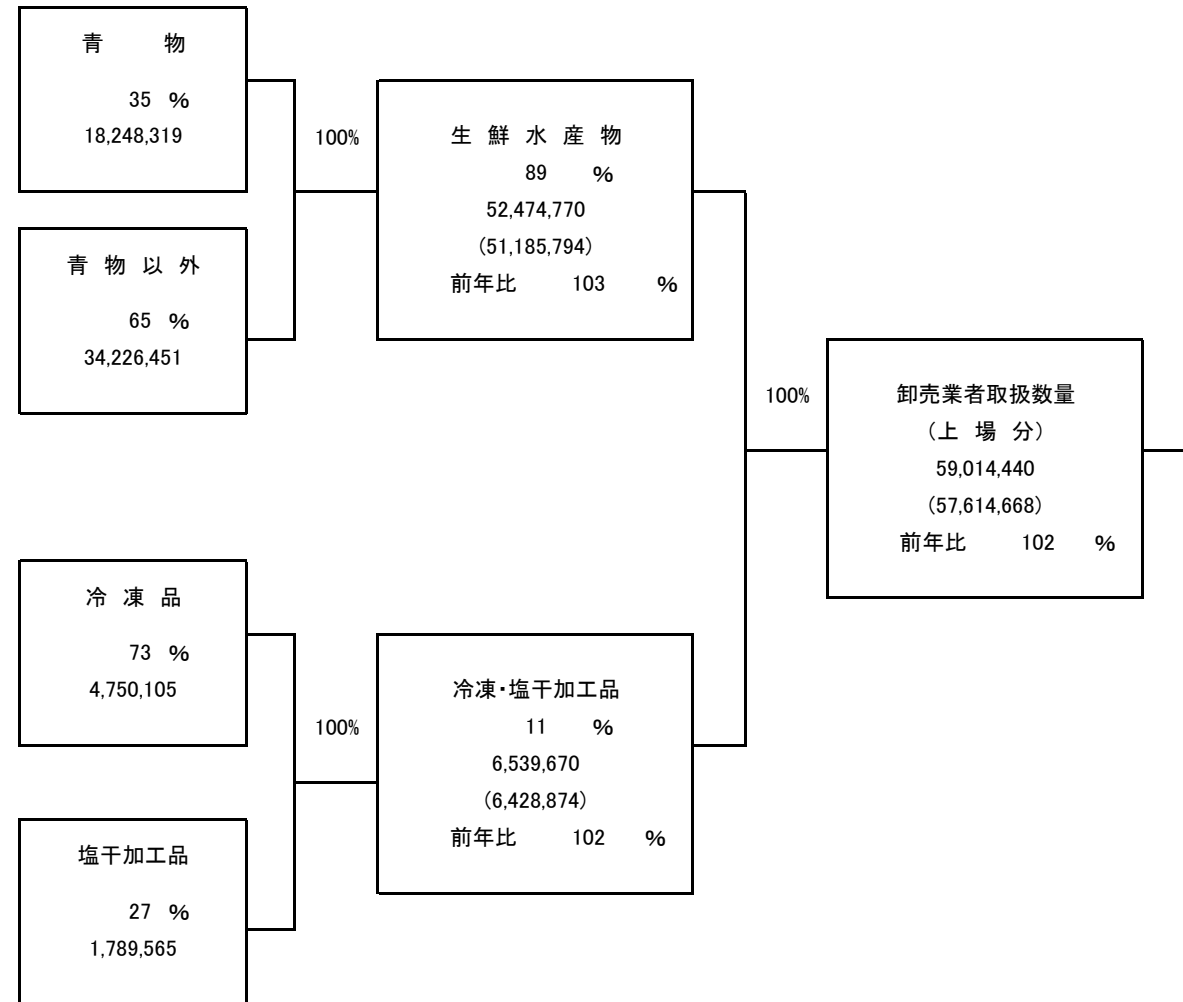 青 物
35 %
18,248,319
100%
生 鮮 水 産 物
89 %
52,474,770
(51,185,794)
前年比 103 %
青 物 以 外
65 %
34,226,451
100%
卸売業者取扱数量
(上 場 分)
59,014,440
(57,614,668)
前年比 102 %
冷 凍 品
73 %
4,750,105
100%
冷凍・塩干加工品
11 %
6,539,670
(6,428,874)
前年比 102 %
塩干加工品
27 %
1,789,565